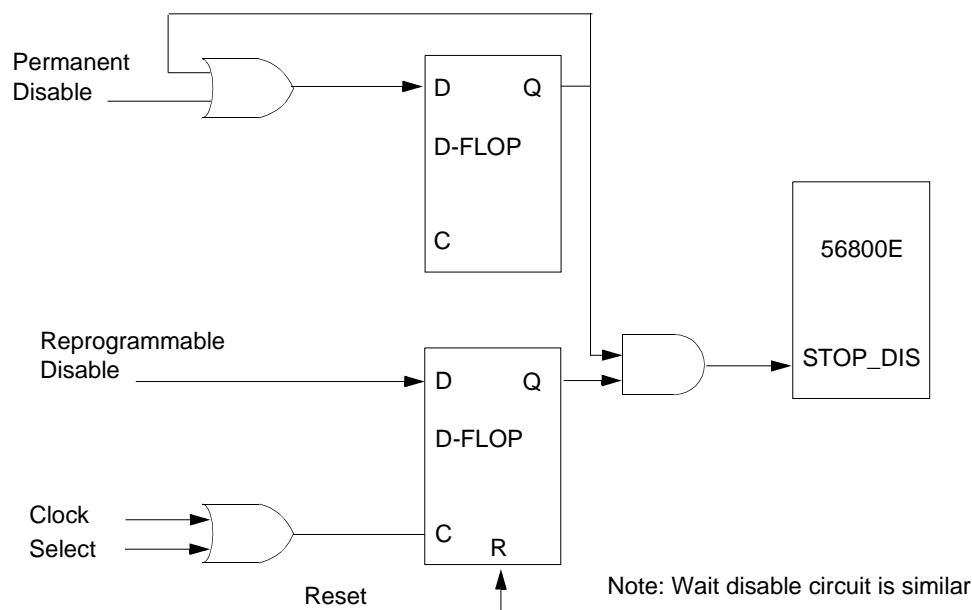 Permanent
Disable
D Q
D-FLOP
C
56800E
STOP_DIS
Reprogrammable
Disable
D Q
D-FLOP
C
R
Clock
Select
Reset
Note: Wait disable circuit is similar